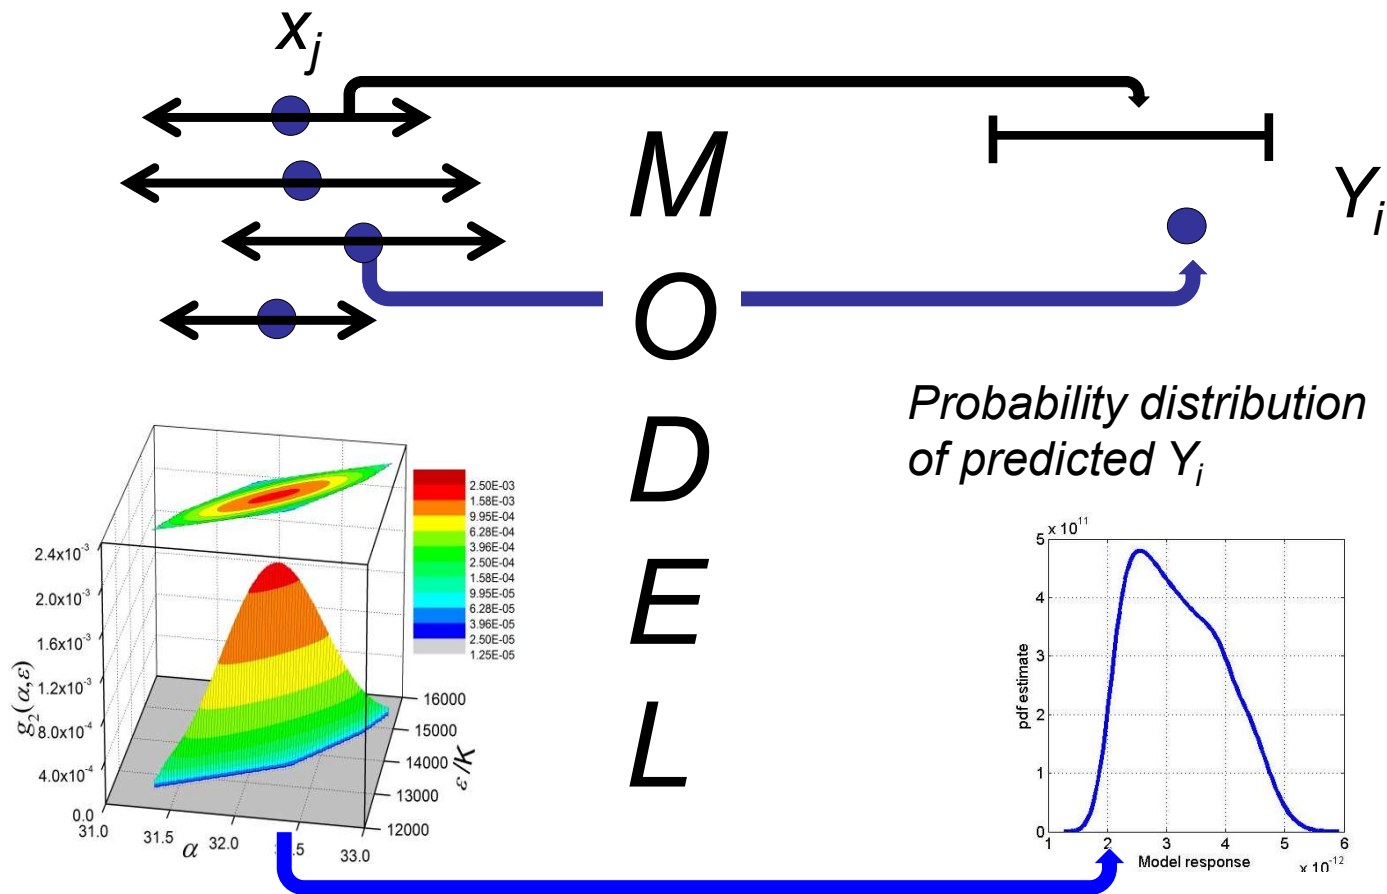 x_j
M
O
D
E
L
Y_i
Probability distribution
of predicted Y_i
2.50E-03
1.58E-03
9.95E-04
6.28E-04
3.96E-04
2.50E-04
1.58E-04
9.95E-05
6.28E-05
3.96E-05
2.50E-05
1.25E-05
g_2(α,ε)
2.4x10^-3
2.0x10^-3
1.6x10^-3
1.2x10^-3
8.0x10^-4
4.0x10^-4
0.0
31.0
31.5
32.0
33.0
α
16000
15000
14000
13000
12000
ε/K
x 10^11
5
4
3
2
1
0
pdf estimate
1 2 3 4 5 6
Model response
x 10^-12